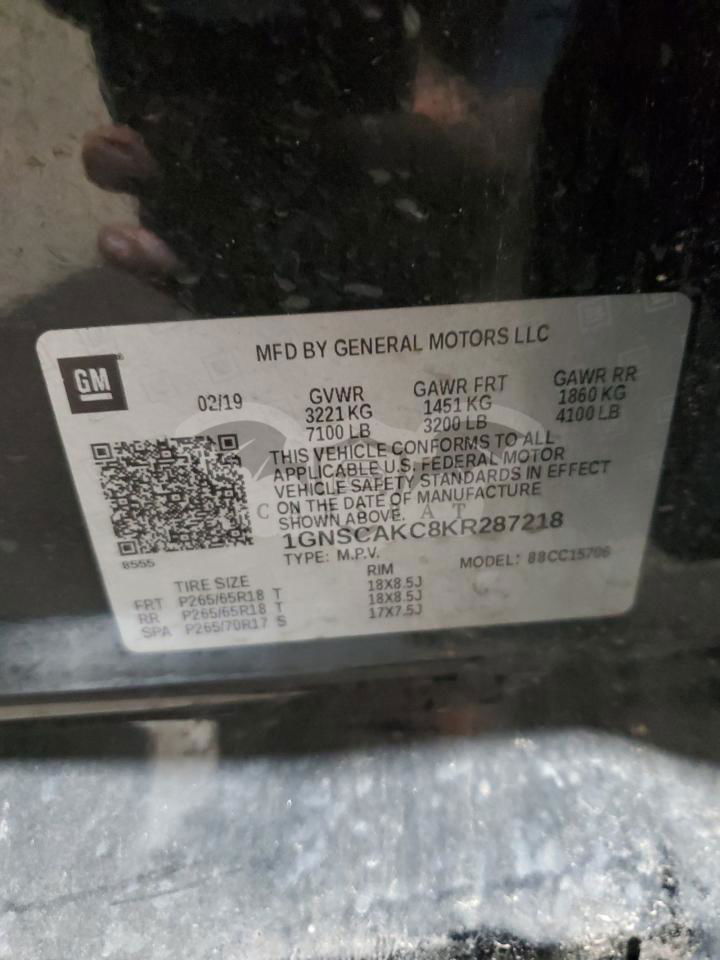 MFD BY GENERAL MOTORS LLC
GM
02/19
GVWR
3221 KG
7100 LB
GAWR FRT
1451 KG
3200 LB
GAWR RR
1860 KG
4100 LB
THIS VEHICLE CONFORMS TO ALL
APPLICABLE U.S. FEDERAL MOTOR
VEHICLE SAFETY STANDARDS IN EFFECT
ON THE DATE OF MANUFACTURE
SHOWN ABOVE.
1GNSCAKC8KR287218
8555
TYPE: M.P.V.
MODEL: 88CC15706
TIRE SIZE
RIM
FRT P265/65R18 T 18X8.5J
RR P265/65R18 T 18X8.5J
SPA P265/70R17 S 17X7.5J